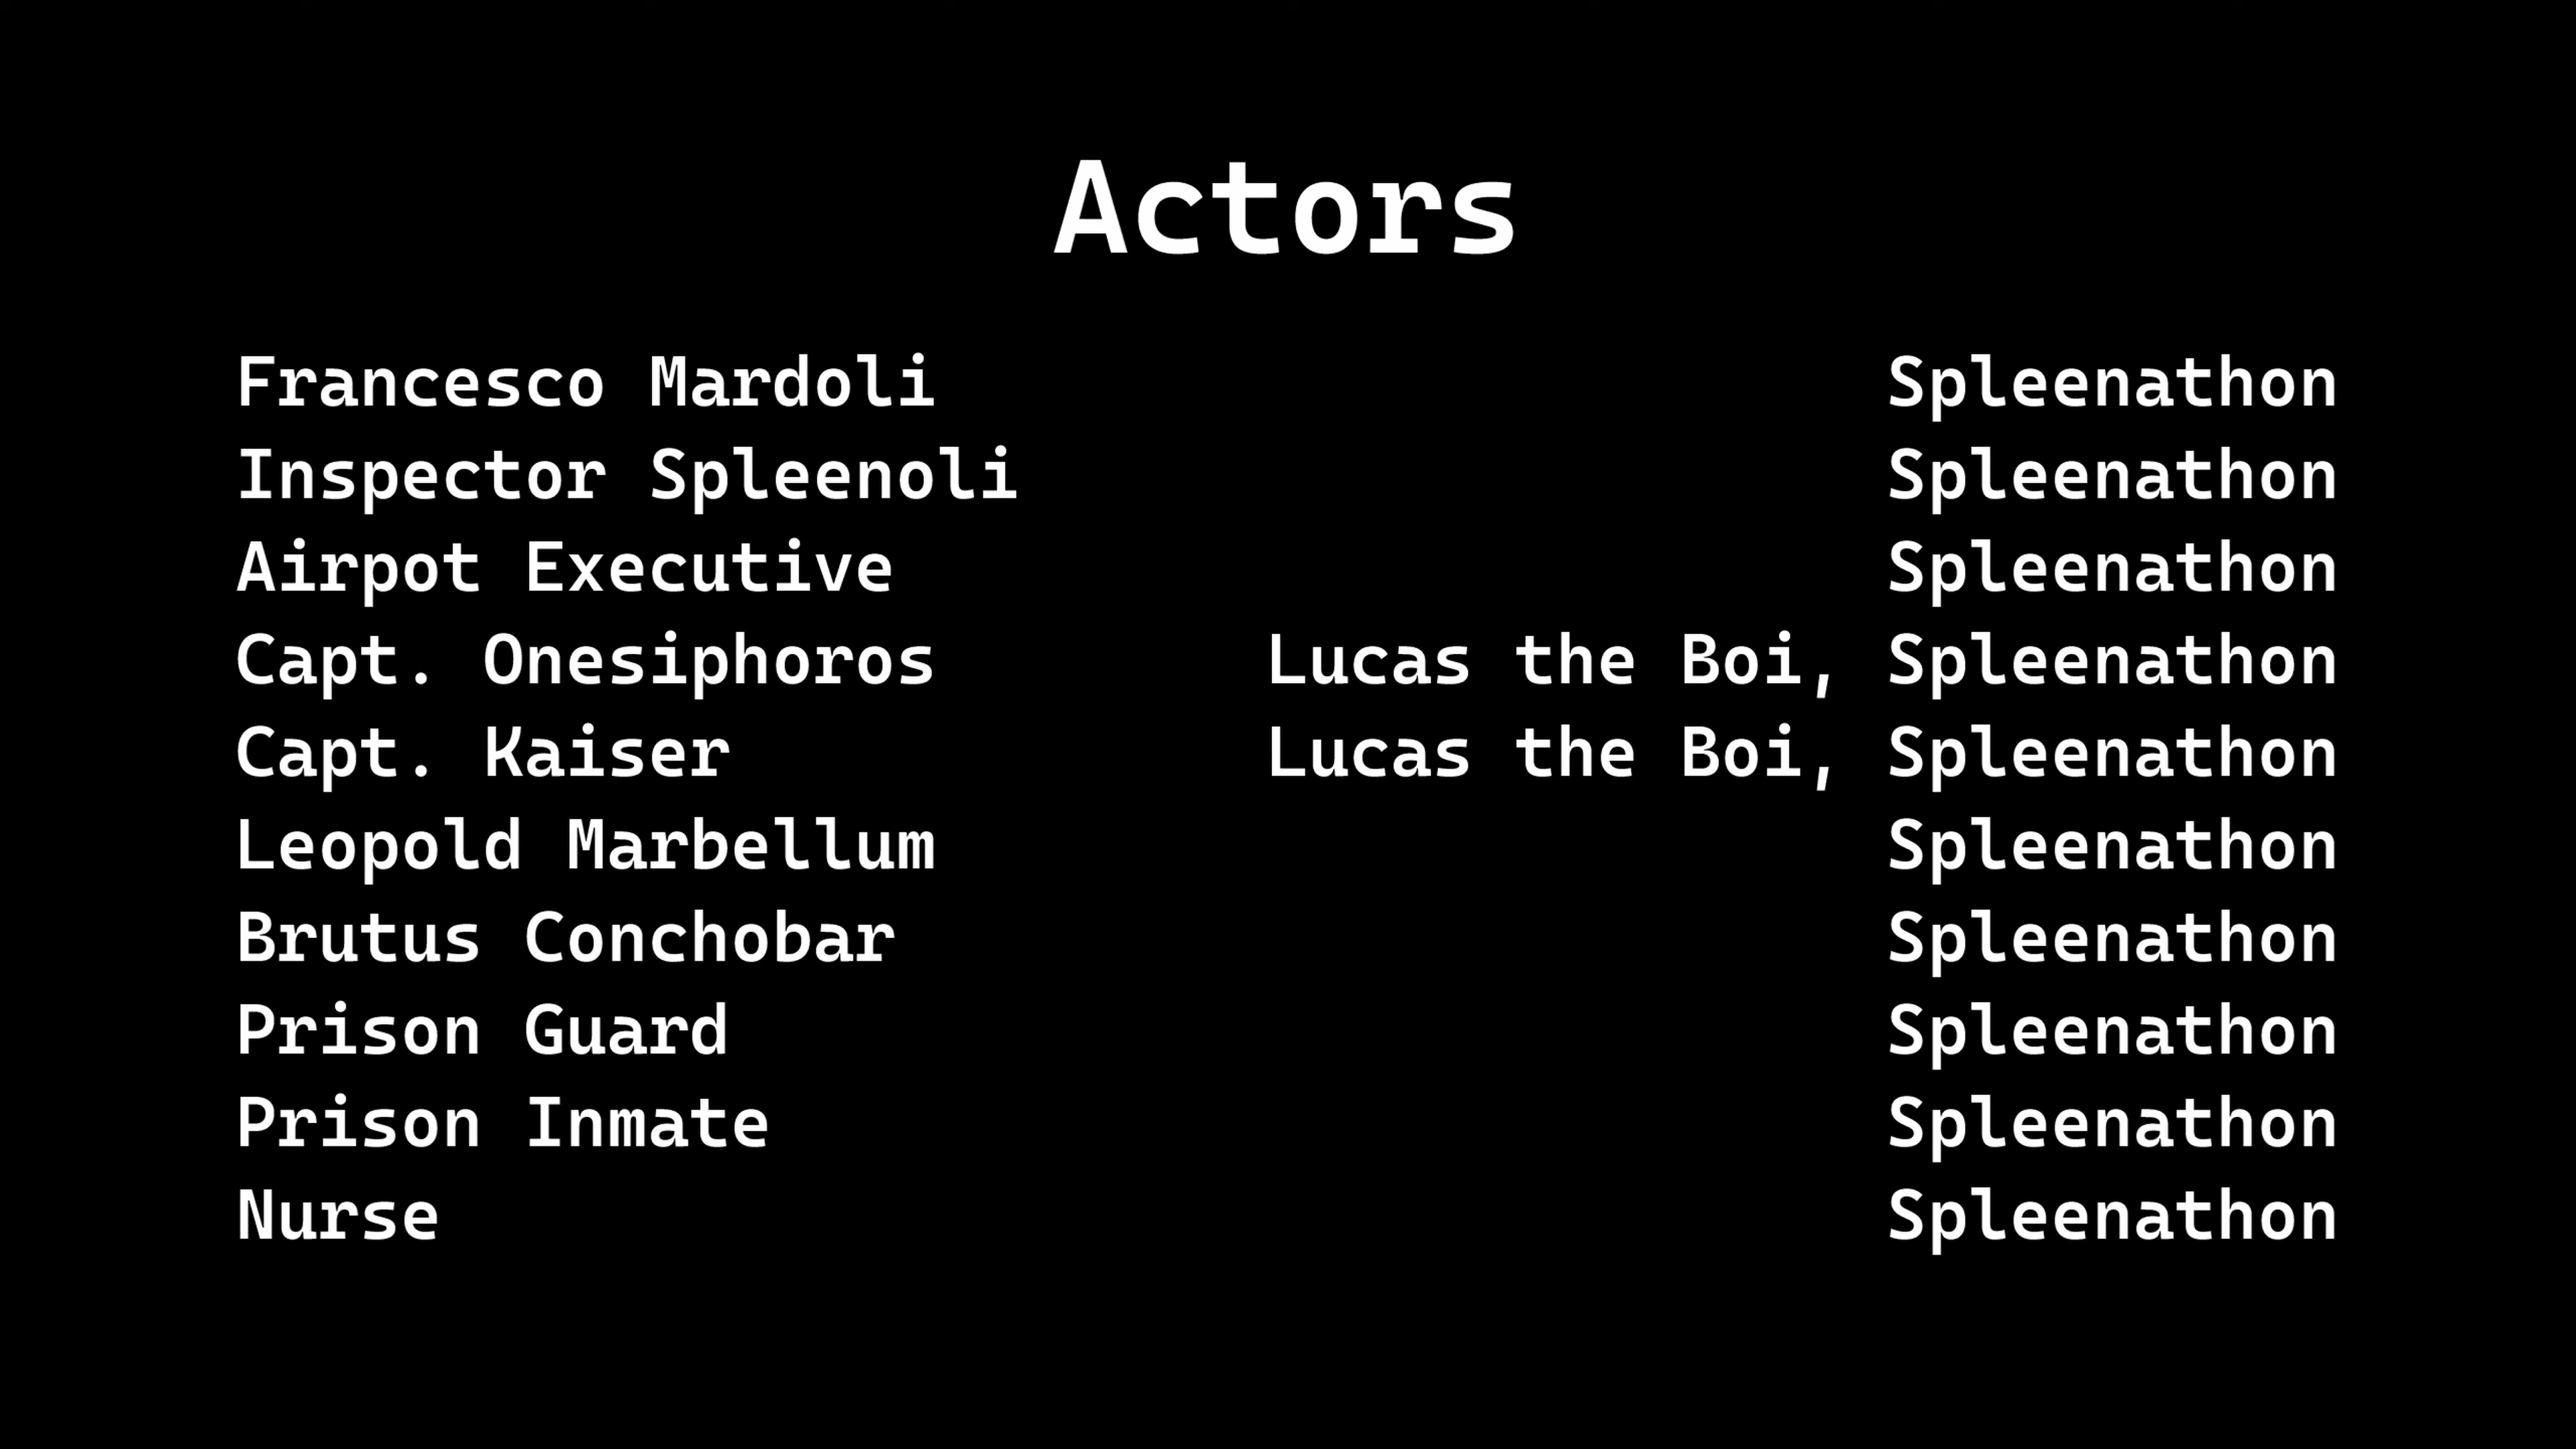 Actors
Francesco Mardoli Spleenathon
Inspector Spleenoli Spleenathon
Airpot Executive Spleenathon
Capt. Onesiphoros Lucas the Boi, Spleenathon
Capt. Kaiser Lucas the Boi, Spleenathon
Leopold Marbellum Spleenathon
Brutus Conchobar Spleenathon
Prison Guard Spleenathon
Prison Inmate Spleenathon
Nurse Spleenathon